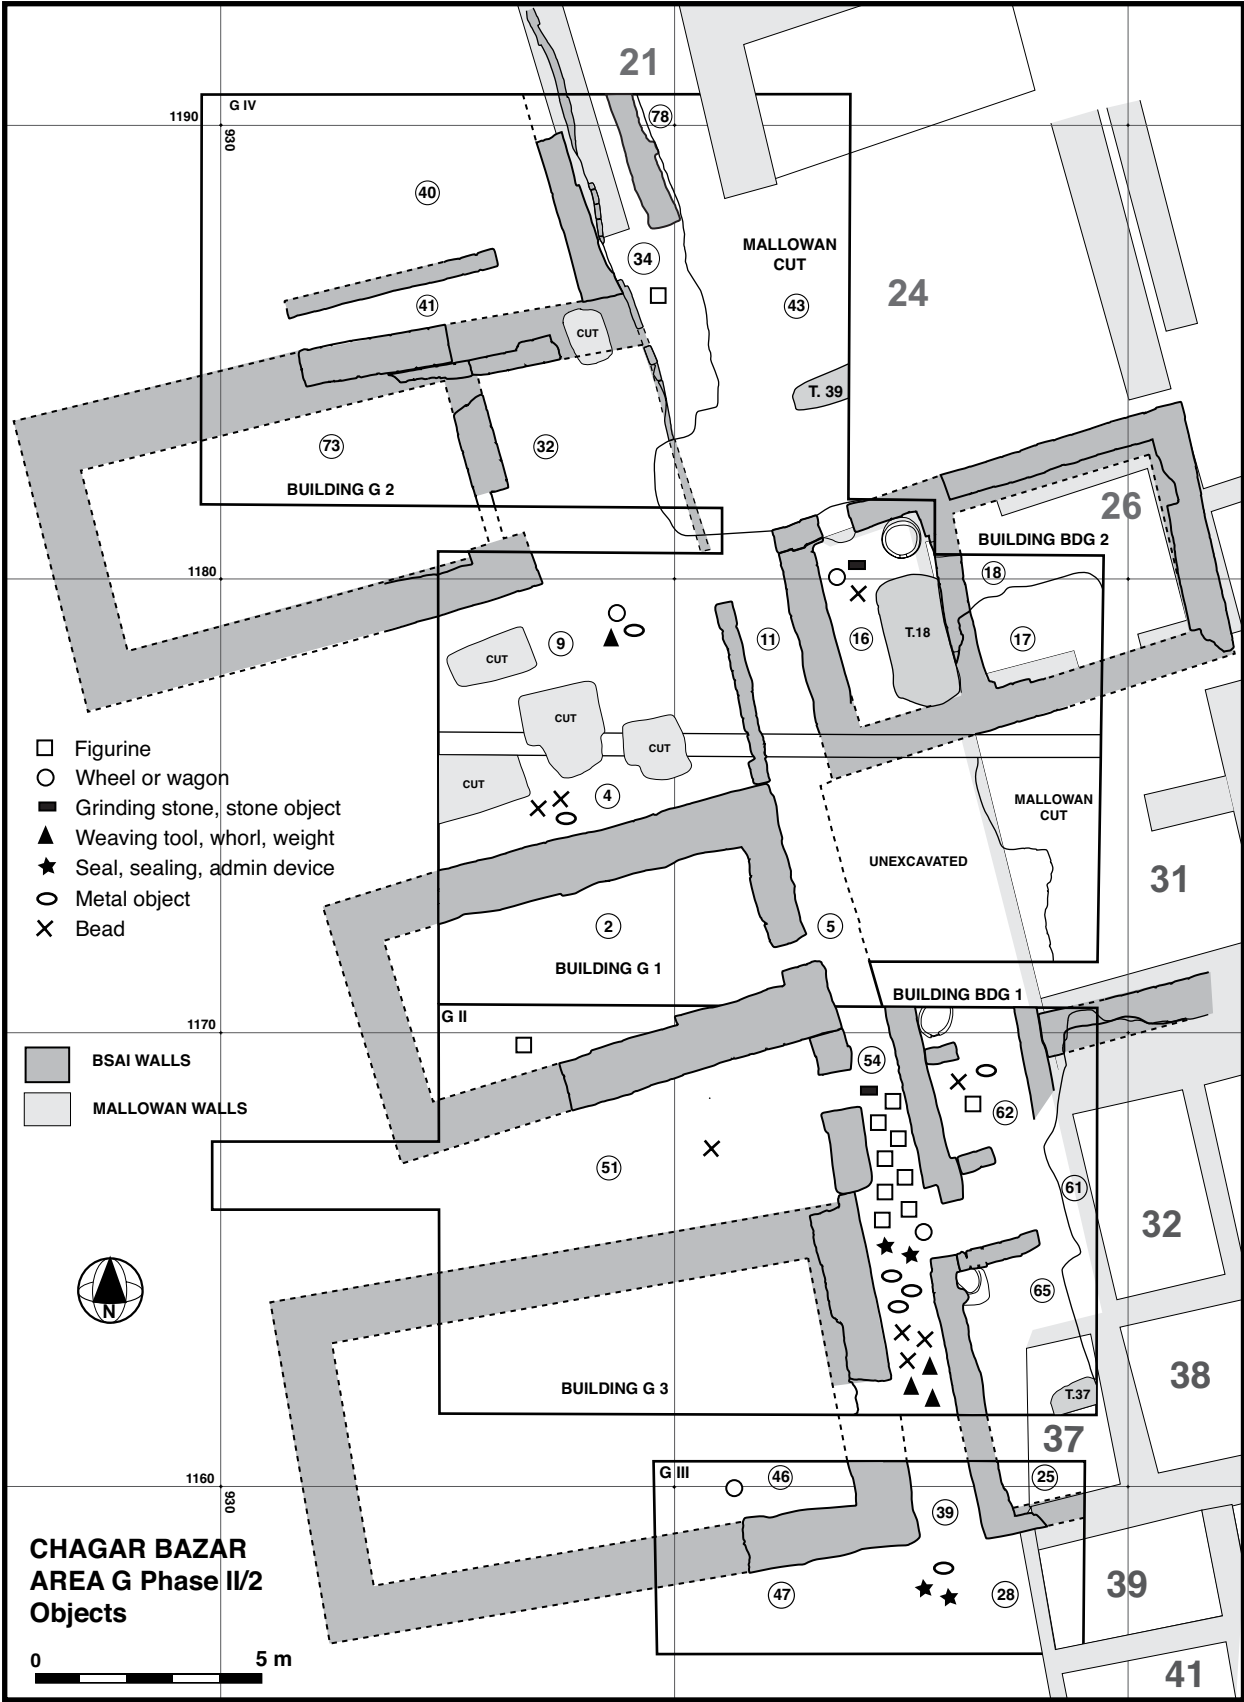 21
G IV
78
1190
930
40
34
MALLOWAN
CUT
24
41
43
CUT
T. 39
73
32
BUILDING G 2
26
BUILDING BDG 2
1180
18
9
11
16
T.18
17
CUT
CUT
CUT
Figurine
Wheel or wagon
CUT
4
MALLOWAN
CUT
Grinding stone, stone object
Weaving tool, whorl, weight
Seal, sealing, admin device
UNEXCAVATED
31
Metal object
Bead
2
5
BUILDING G 1
BUILDING BDG 1
G II
1170
BSAI WALLS
54
MALLOWAN WALLS
62
51
61
32
N
65
BUILDING G 3
T.37
38
37
G III
46
25
1160
930
39
CHAGAR BAZAR
AREA G Phase II/2
Objects
47
28
39
0
5 m
41